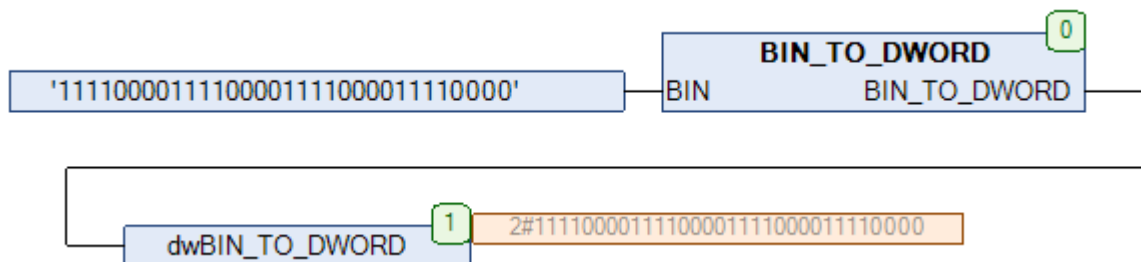 0
BIN_TO_DWORD
'11110000111100001111000011110000'
BIN BIN_TO_DWORD
1
2#11110000111100001111000011110000
dwBIN_TO_DWORD